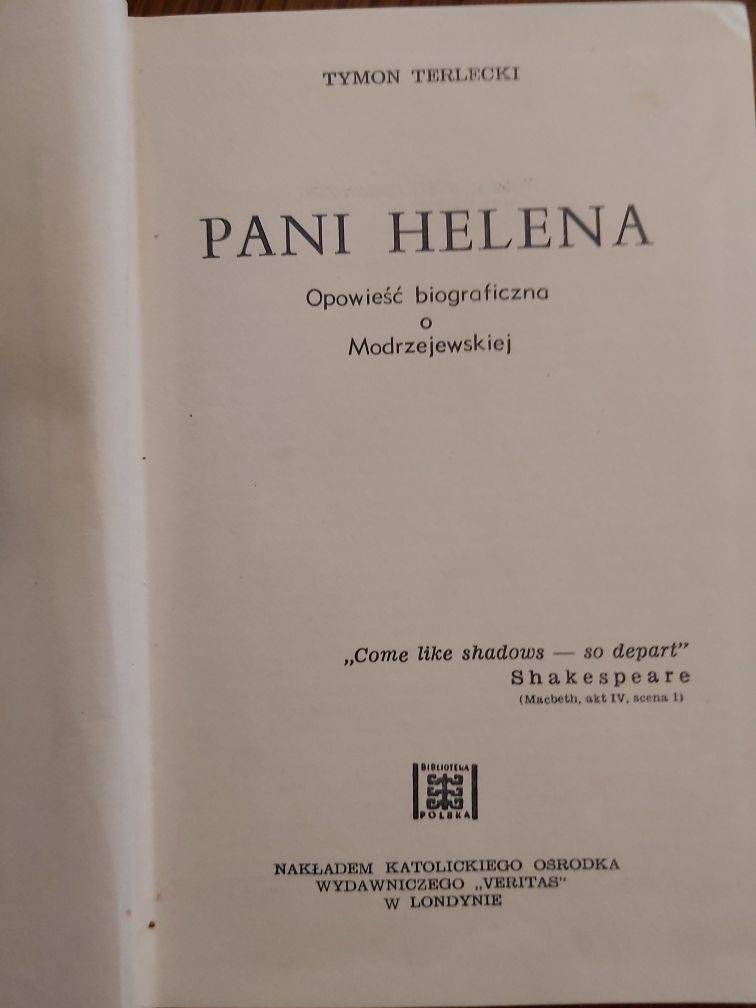 TYMON TERLECKI
PANI HELENA
Opowieść biograficzna
o
Modrzejewskiej
„Come like shadows — so depart”
Shakespeare
(Macbeth, akt IV, scena 1)
BIBLIOTEKA
POLSKA
NAKŁADEM KATOLICKIEGO OŚRODKA
WYDAWNICZEGO „VERITAS”
W LONDYNIE